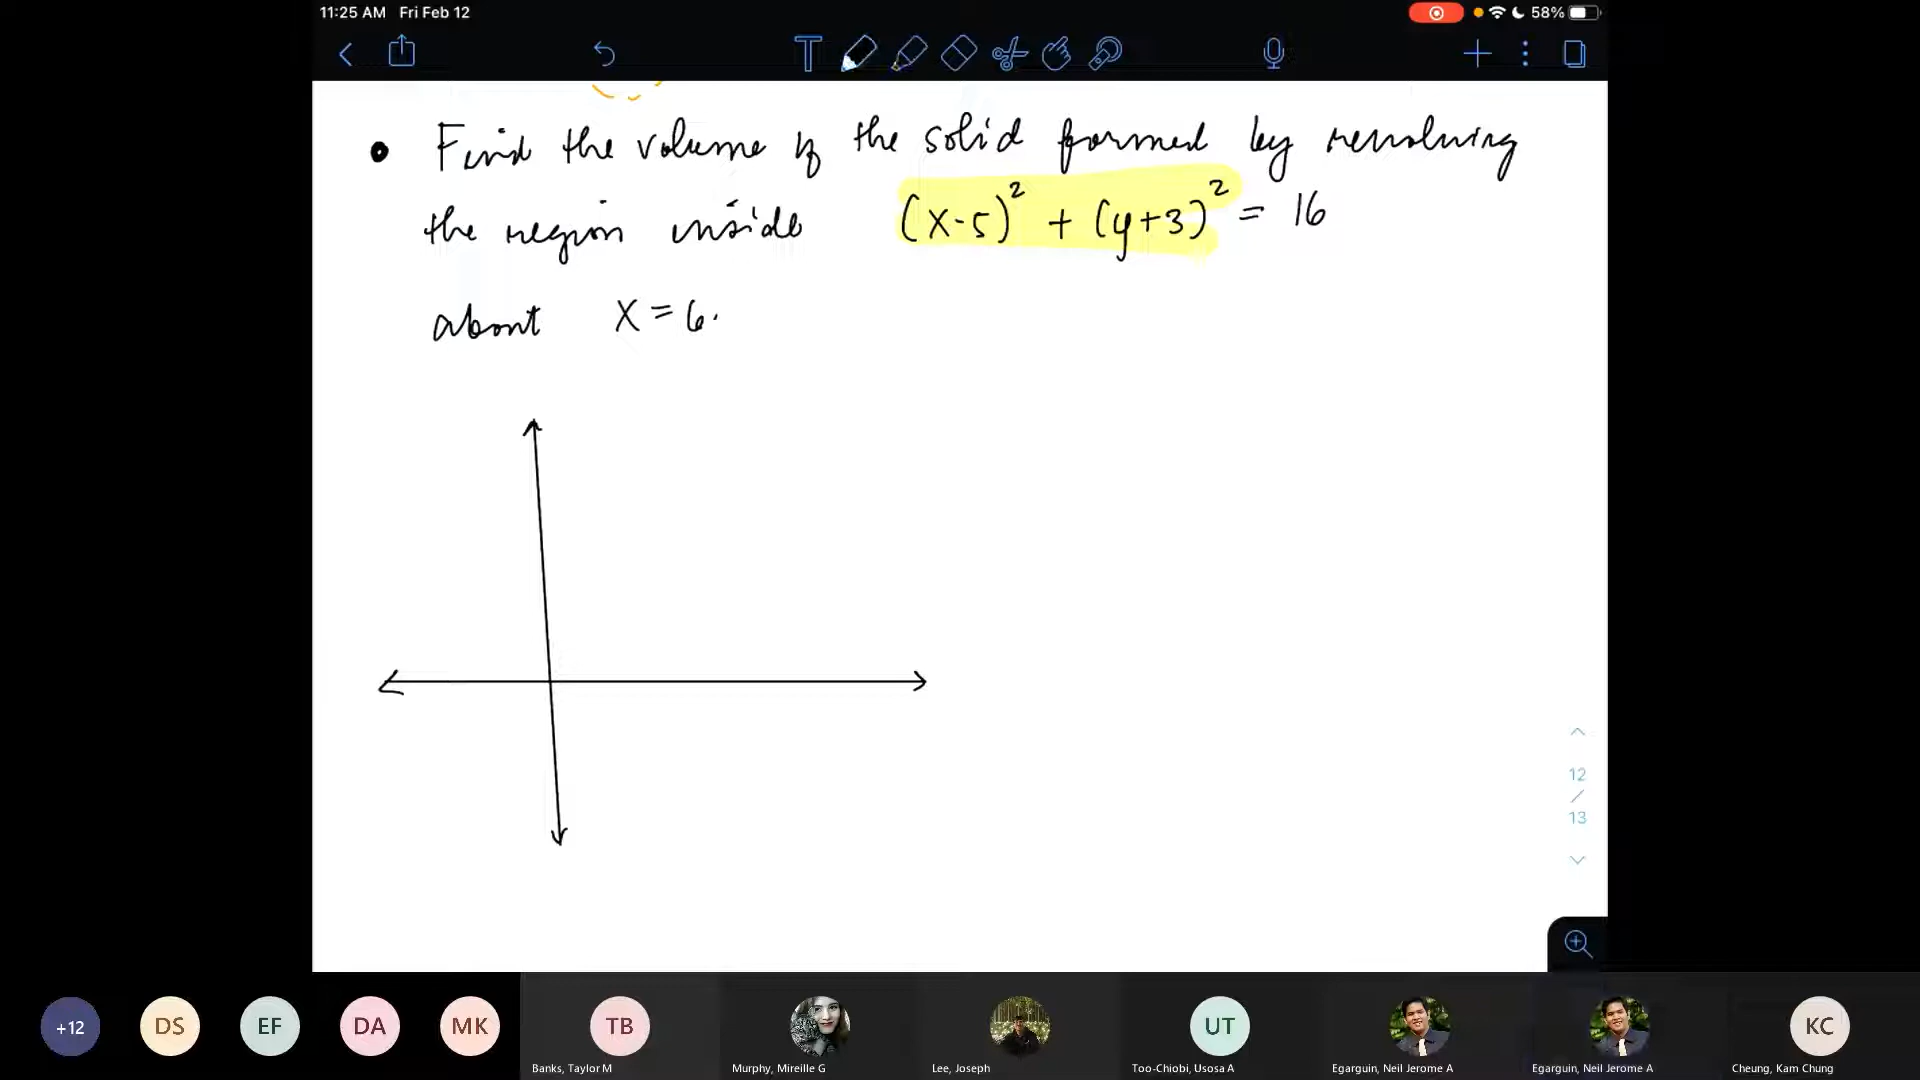 11:25 AM Fri Feb 12
58%
T
• Find the volume of the solid formed by revolving
the region inside (x-5)² + (y+3)² = 16
about x = 6.
12
/
13
+12
DS
EF
DA
MK
TB
UT
KC
Banks, Taylor M
Murphy, Mireille G
Lee, Joseph
Too-Chiobi, Usosa A
Egarguin, Neil Jerome A
Egarguin, Neil Jerome A
Cheung, Kam Chung